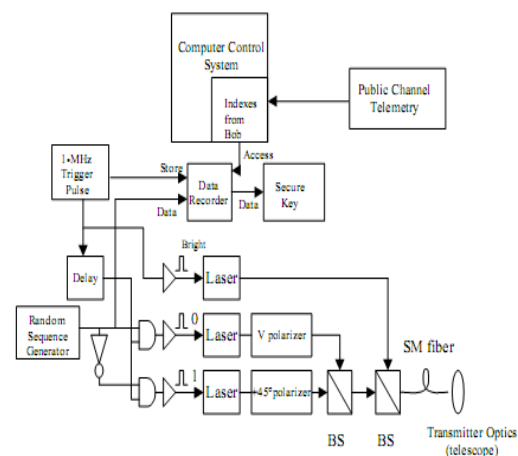 Computer Control
System
Indexes
from
Bob
Public Channel
Telemetry
1•MHz
Trigger
Pulse
Store
Access
Data
Recorder
Secure
Key
Data
Data
Bright
Delay
Laser
Random
Sequence
Generator
0
Laser
V polarizer
SM fiber
1
Laser
+45°polarizer
BS
BS
Transmitter Optics
(telescope)